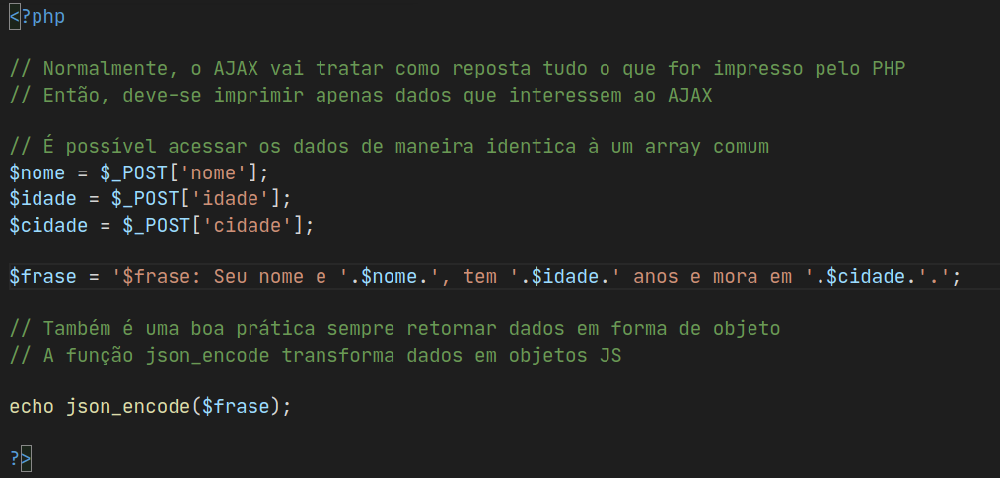 <?php
// Normalmente, o AJAX vai tratar como reposta tudo o que for impresso pelo PHP
// Então, deve-se imprimir apenas dados que interessem ao AJAX
// É possível acessar os dados de maneira identica à um array comum
$nome = $_POST['nome'];
$idade = $_POST['idade'];
$cidade = $_POST['cidade'];
$frase = '$frase: Seu nome e '.$nome.', tem '.$idade.' anos e mora em '.$cidade.'.';
// Também é uma boa prática sempre retornar dados em forma de objeto
// A função json_encode transforma dados em objetos JS
echo json_encode($frase);
?>